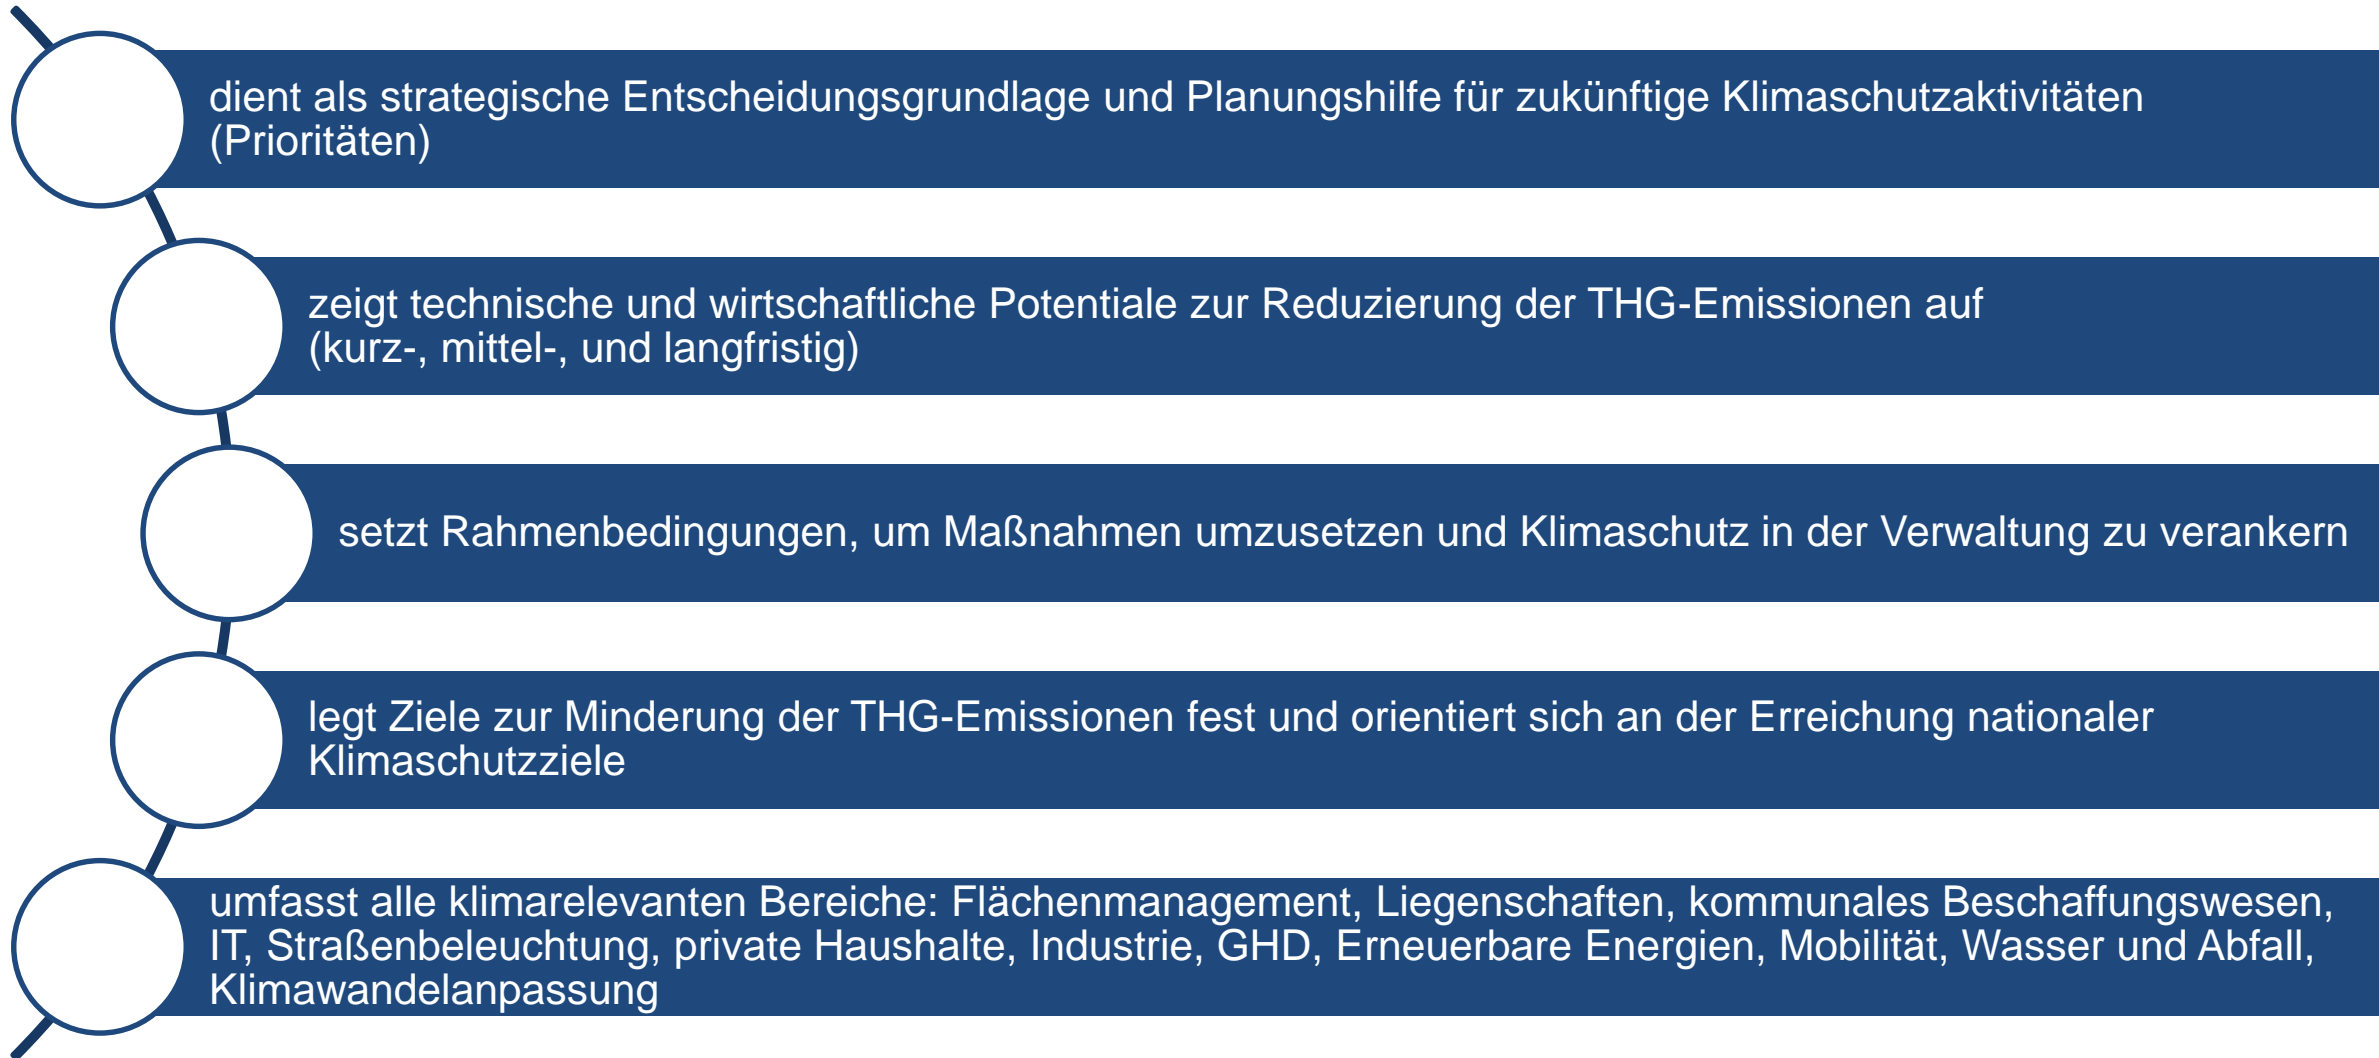 dient als strategische Entscheidungsgrundlage und Planungshilfe für zukünftige Klimaschutzaktivitäten
(Prioritäten)
zeigt technische und wirtschaftliche Potentiale zur Reduzierung der THG-Emissionen auf
(kurz-, mittel-, und langfristig)
setzt Rahmenbedingungen, um Maßnahmen umzusetzen und Klimaschutz in der Verwaltung zu verankern
legt Ziele zur Minderung der THG-Emissionen fest und orientiert sich an der Erreichung nationaler
Klimaschutzziele
umfasst alle klimarelevanten Bereiche: Flächenmanagement, Liegenschaften, kommunales Beschaffungswesen,
IT, Straßenbeleuchtung, private Haushalte, Industrie, GHD, Erneuerbare Energien, Mobilität, Wasser und Abfall,
Klimawandelanpassung